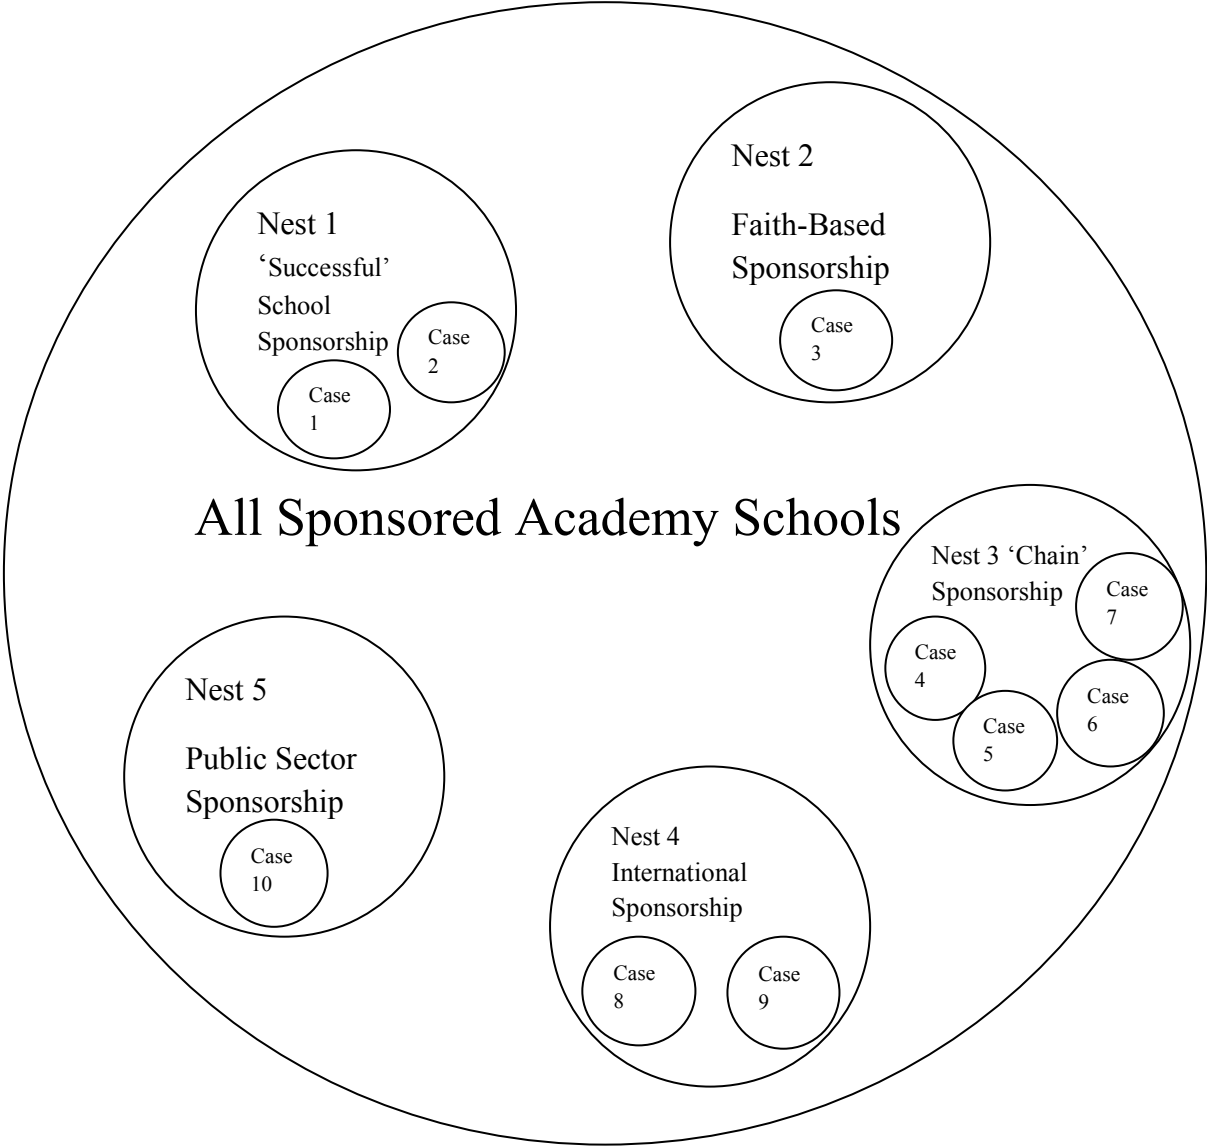 Nest 1
‘Successful’
School
Sponsorship
Case
1
Case
2
Nest 2
Faith-Based
Sponsorship
Case
3
All Sponsored Academy Schools
Nest 3 ‘Chain’
Sponsorship
Case
4
Case
5
Case
6
Case
7
Nest 4
International
Sponsorship
Case
8
Case
9
Nest 5
Public Sector
Sponsorship
Case
10